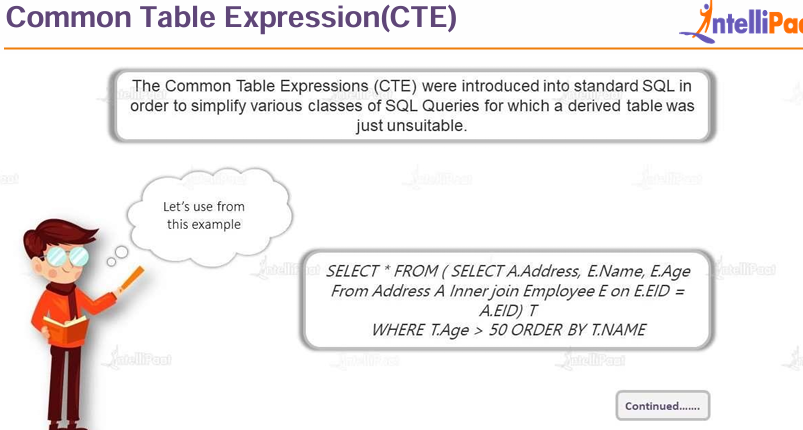 Common Table Expression(CTE)
IntelliPaa
The Common Table Expressions (CTE) were introduced into standard SQL in
order to simplify various classes of SQL Queries for which a derived table was
just unsuitable.
Let's use from
this example
SELECT * FROM ( SELECT A.Address, E.Name, E.Age
From Address A Inner join Employee E on E.EID =
A.EID) T
WHERE T.Age > 50 ORDER BY T.NAME
Continued.......